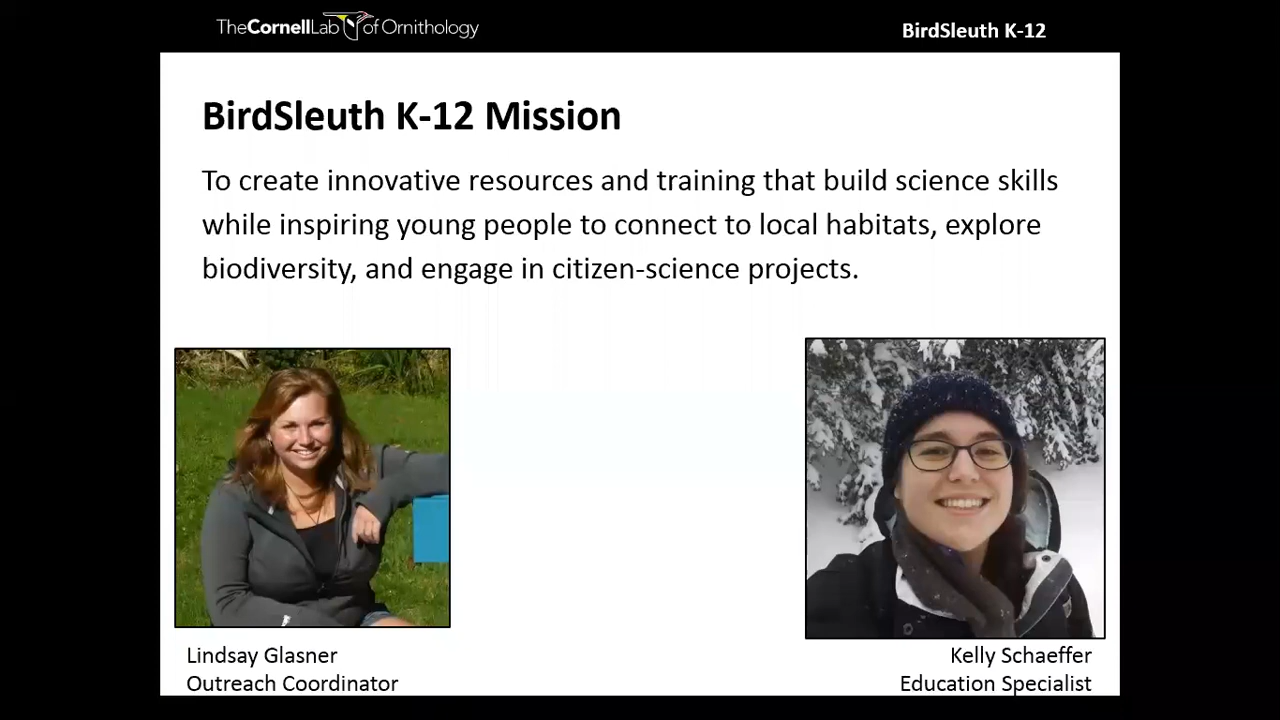 TheCornellLab of Ornithology
BirdSleuth K-12
BirdSleuth K-12 Mission
To create innovative resources and training that build science skills
while inspiring young people to connect to local habitats, explore
biodiversity, and engage in citizen-science projects.
Lindsay Glasner
Outreach Coordinator
Kelly Schaeffer
Education Specialist